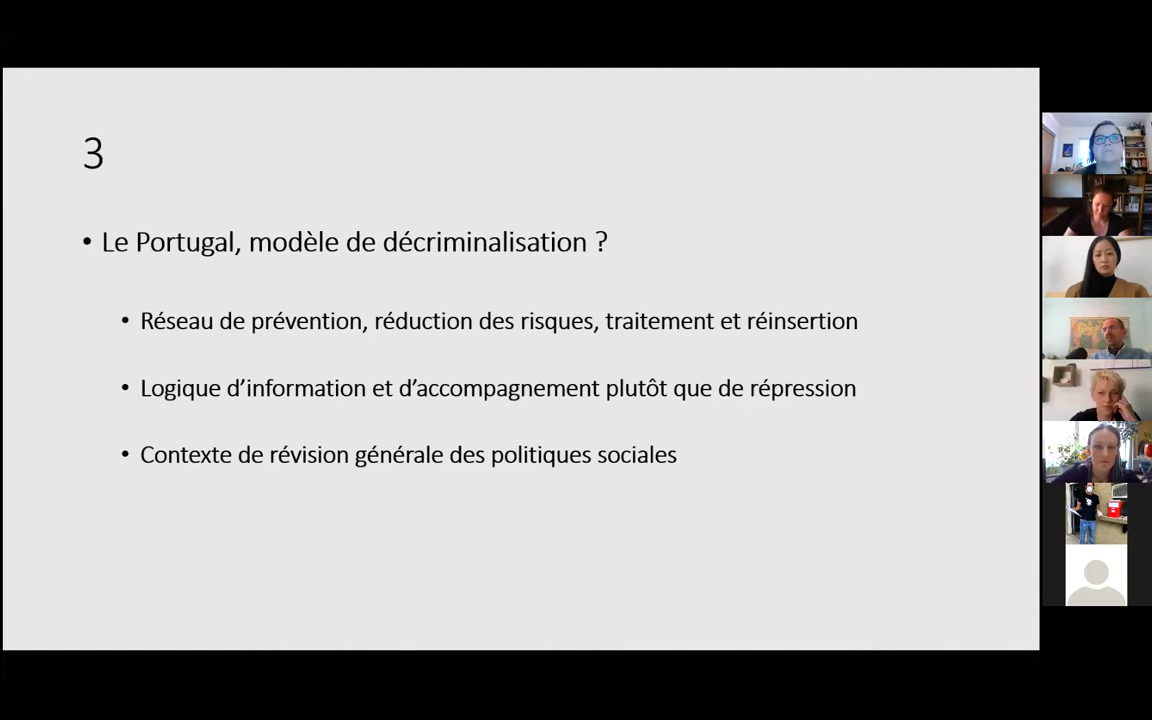 3
• Le Portugal, modèle de décriminalisation ?
• Réseau de prévention, réduction des risques, traitement et réinsertion
• Logique d’information et d’accompagnement plutôt que de répression
• Contexte de révision générale des politiques sociales